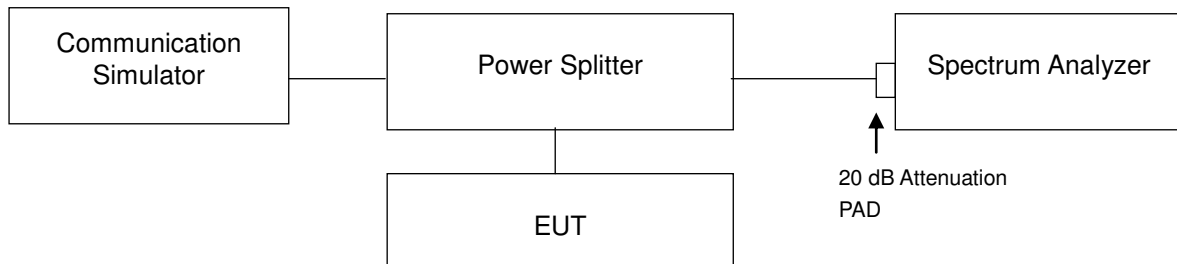 Communication
Simulator
Power Splitter
Spectrum Analyzer
20 dB Attenuation
PAD
EUT